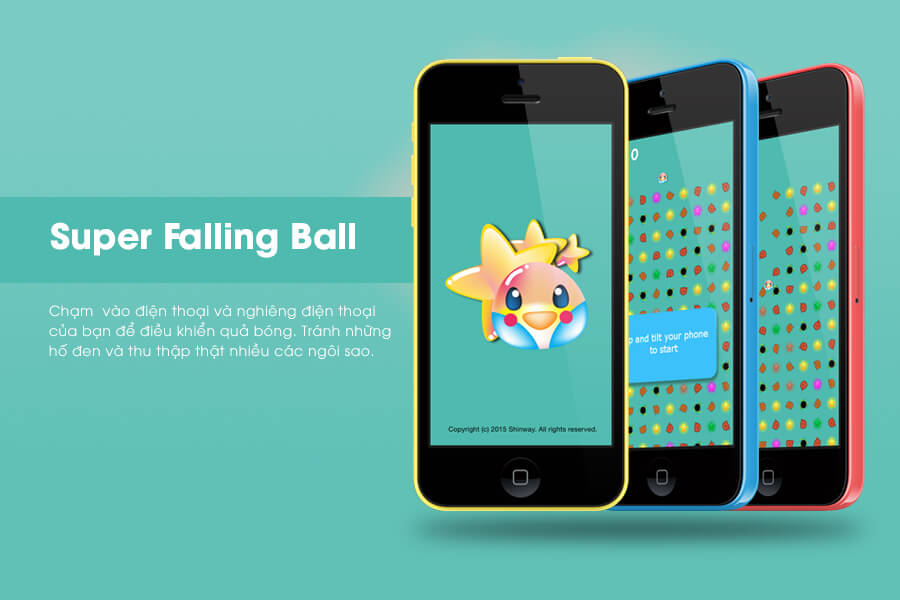 Super Falling Ball
Chạm vào điện thoại và nghiêng điện thoại
của bạn để điều khiển quả bóng. Tránh những
hố đen và thu thập thật nhiều các ngôi sao.
Copyright (c) 2015 Shinway. All rights reserved.
0
and tilt your phone
to start